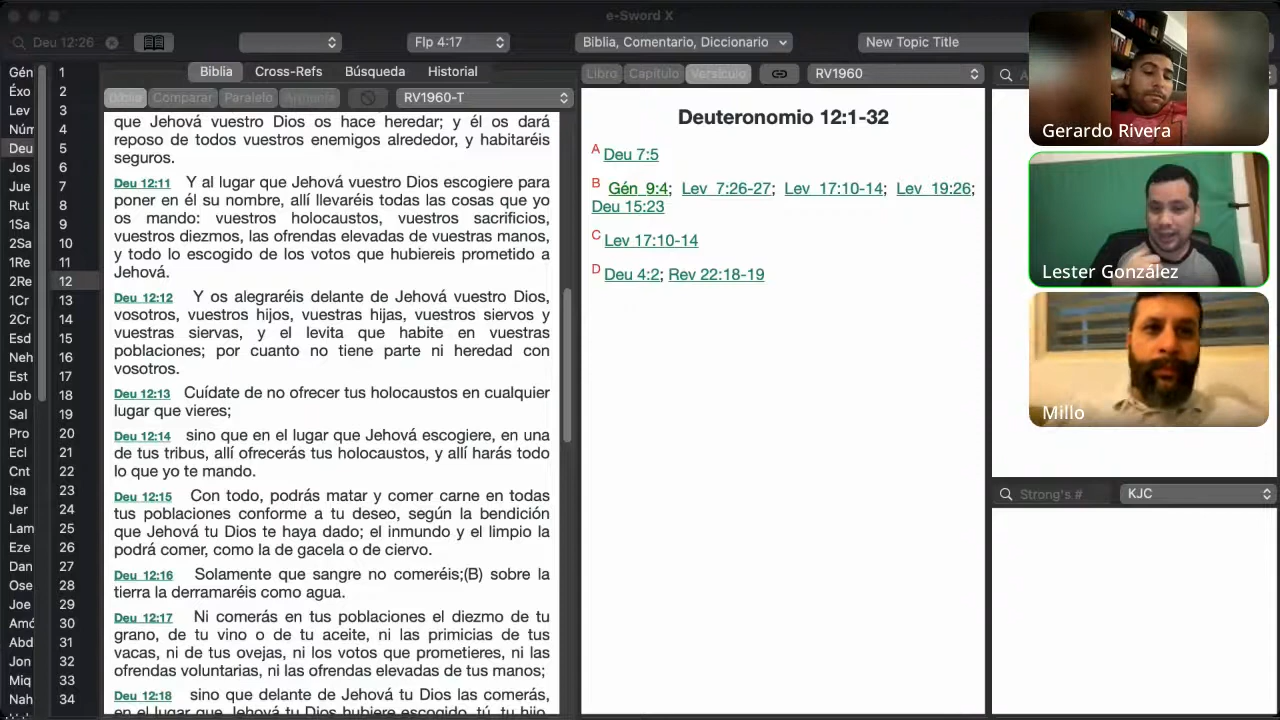 e-Sword X
Deu 12:26
Flp 4:17
Biblia, Comentario, Diccionario
New Topic Title
Gén
Éxo
Lev
Núm
Deu
Jos
Jue
Rut
1Sa
2Sa
1Re
2Re
1Cr
2Cr
Esd
Neh
Est
Job
Sal
Pro
Ecl
Cnt
Isa
Jer
Lam
Eze
Dan
Ose
Joe
Amó
Abd
Jon
Miq
Nah
1
2
3
4
5
6
7
8
9
10
11
12
13
14
15
16
17
18
19
20
21
22
23
24
25
26
27
28
29
30
31
32
33
34
Biblia Cross-Refs Búsqueda Historial
Biblia Comparar Paralelo Armonía RV1960-T
que Jehová vuestro Dios os hace heredar; y él os dará
reposo de todos vuestros enemigos alrededor, y habitaréis
seguros.
Deu 12:11 Y al lugar que Jehová vuestro Dios escogiere para
poner en él su nombre, allí llevaréis todas las cosas que yo
os mando: vuestros holocaustos, vuestros sacrificios,
vuestros diezmos, las ofrendas elevadas de vuestras manos,
y todo lo escogido de los votos que hubiereis prometido a
Jehová.
Deu 12:12 Y os alegraréis delante de Jehová vuestro Dios,
vosotros, vuestros hijos, vuestras hijas, vuestros siervos y
vuestras siervas, y el levita que habite en vuestras
poblaciones; por cuanto no tiene parte ni heredad con
vosotros.
Deu 12:13 Cuídate de no ofrecer tus holocaustos en cualquier
lugar que vieres;
Deu 12:14 sino que en el lugar que Jehová escogiere, en una
de tus tribus, allí ofrecerás tus holocaustos, y allí harás todo
lo que yo te mando.
Deu 12:15 Con todo, podrás matar y comer carne en todas
tus poblaciones conforme a tu deseo, según la bendición
que Jehová tu Dios te haya dado; el inmundo y el limpio la
podrá comer, como la de gacela o de ciervo.
Deu 12:16 Solamente que sangre no comeréis;(B) sobre la
tierra la derramaréis como agua.
Deu 12:17 Ni comerás en tus poblaciones el diezmo de tu
grano, de tu vino o de tu aceite, ni las primicias de tus
vacas, ni de tus ovejas, ni los votos que prometieres, ni las
ofrendas voluntarias, ni las ofrendas elevadas de tus manos;
Deu 12:18 sino que delante de Jehová tu Dios las comerás,
en el lugar que Jehová tu Dios hubiere escogido, tú, tu hijo,
Libro Capítulo Versículo RV1960
Deuteronomio 12:1-32
A Deu 7:5
B Gén 9:4; Lev 7:26-27; Lev 17:10-14; Lev 19:26;
Deu 15:23
C Lev 17:10-14
D Deu 4:2; Rev 22:18-19
Gerardo Rivera
Lester González
Millo
Strong's # KJC